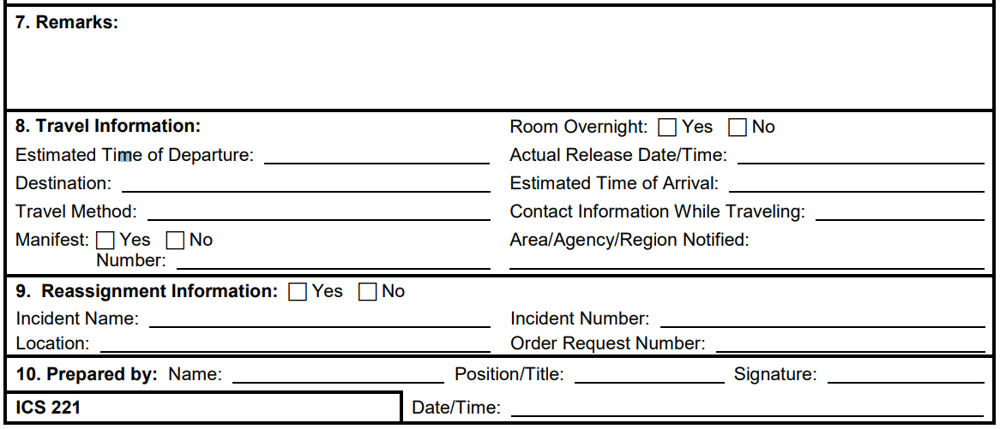 7. Remarks:
8. Travel Information:
Room Overnight: Yes No
Estimated Time of Departure:
Actual Release Date/Time:
Destination:
Estimated Time of Arrival:
Travel Method:
Contact Information While Traveling:
Manifest: Yes No
Area/Agency/Region Notified:
Number:
9. Reassignment Information: Yes No
Incident Name:
Incident Number:
Location:
Order Request Number:
10. Prepared by: Name: Position/Title: Signature:
ICS 221
Date/Time: